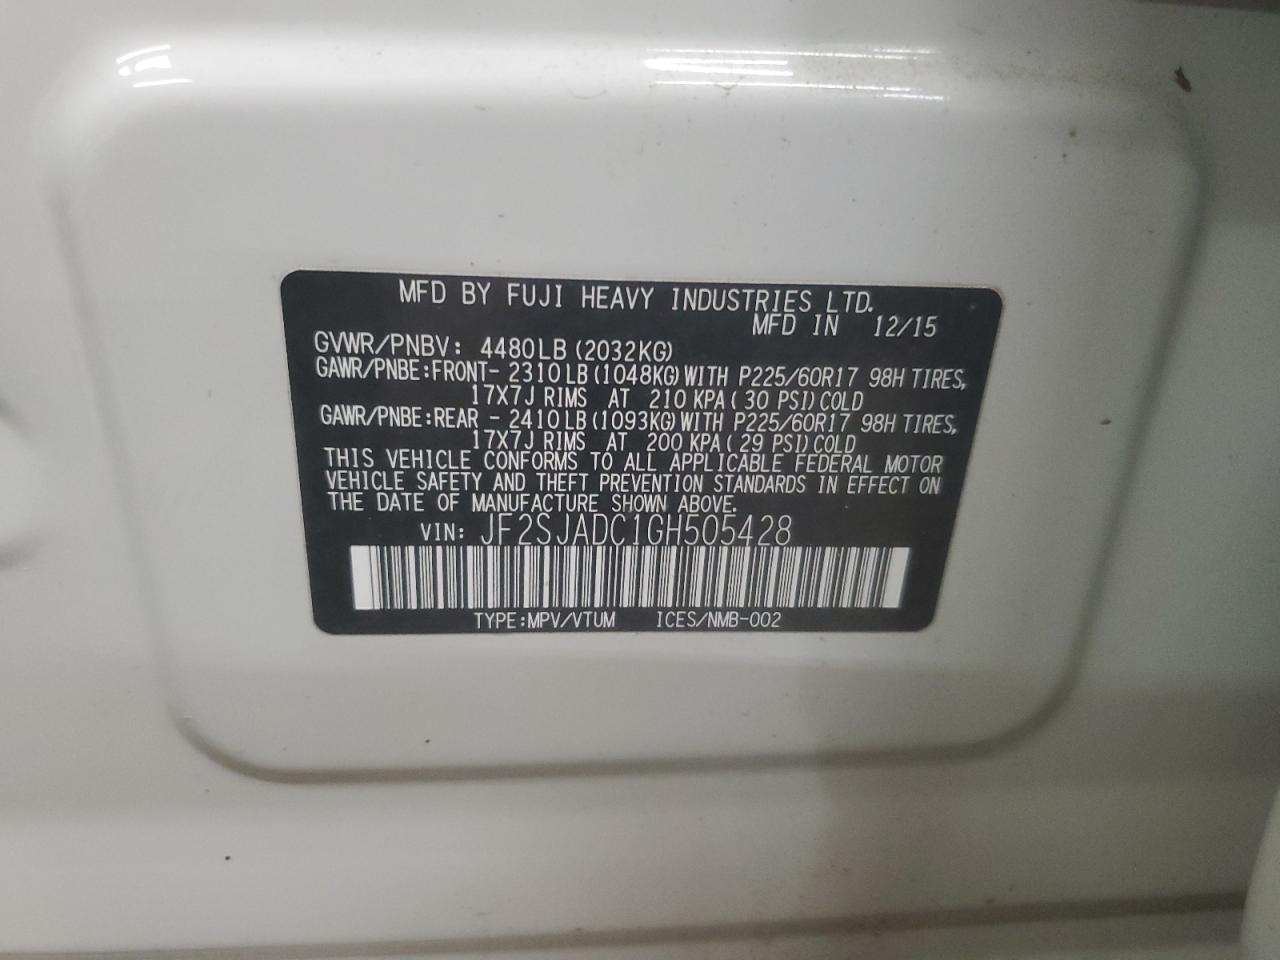 MFD BY FUJI HEAVY INDUSTRIES LTD.
MFD IN 12/15
GVWR/PNBV: 4480LB (2032KG)
GAWR/PNBE:FRONT- 2310LB (1048KG) WITH P225/60R17 98H TIRES,
17X7J RIMS AT 210 KPA ( 30 PSI) COLD
GAWR/PNBE:REAR - 2410LB (1093KG) WITH P225/60R17 98H TIRES,
17X7J RIMS AT 200 KPA ( 29 PSI) COLD
THIS VEHICLE CONFORMS TO ALL APPLICABLE FEDERAL MOTOR
VEHICLE SAFETY AND THEFT PREVENTION STANDARDS IN EFFECT ON
THE DATE OF MANUFACTURE SHOWN ABOVE.
VIN: JF2SJADC1GH505428
TYPE:MPV/VTUM ICES/NMB-002